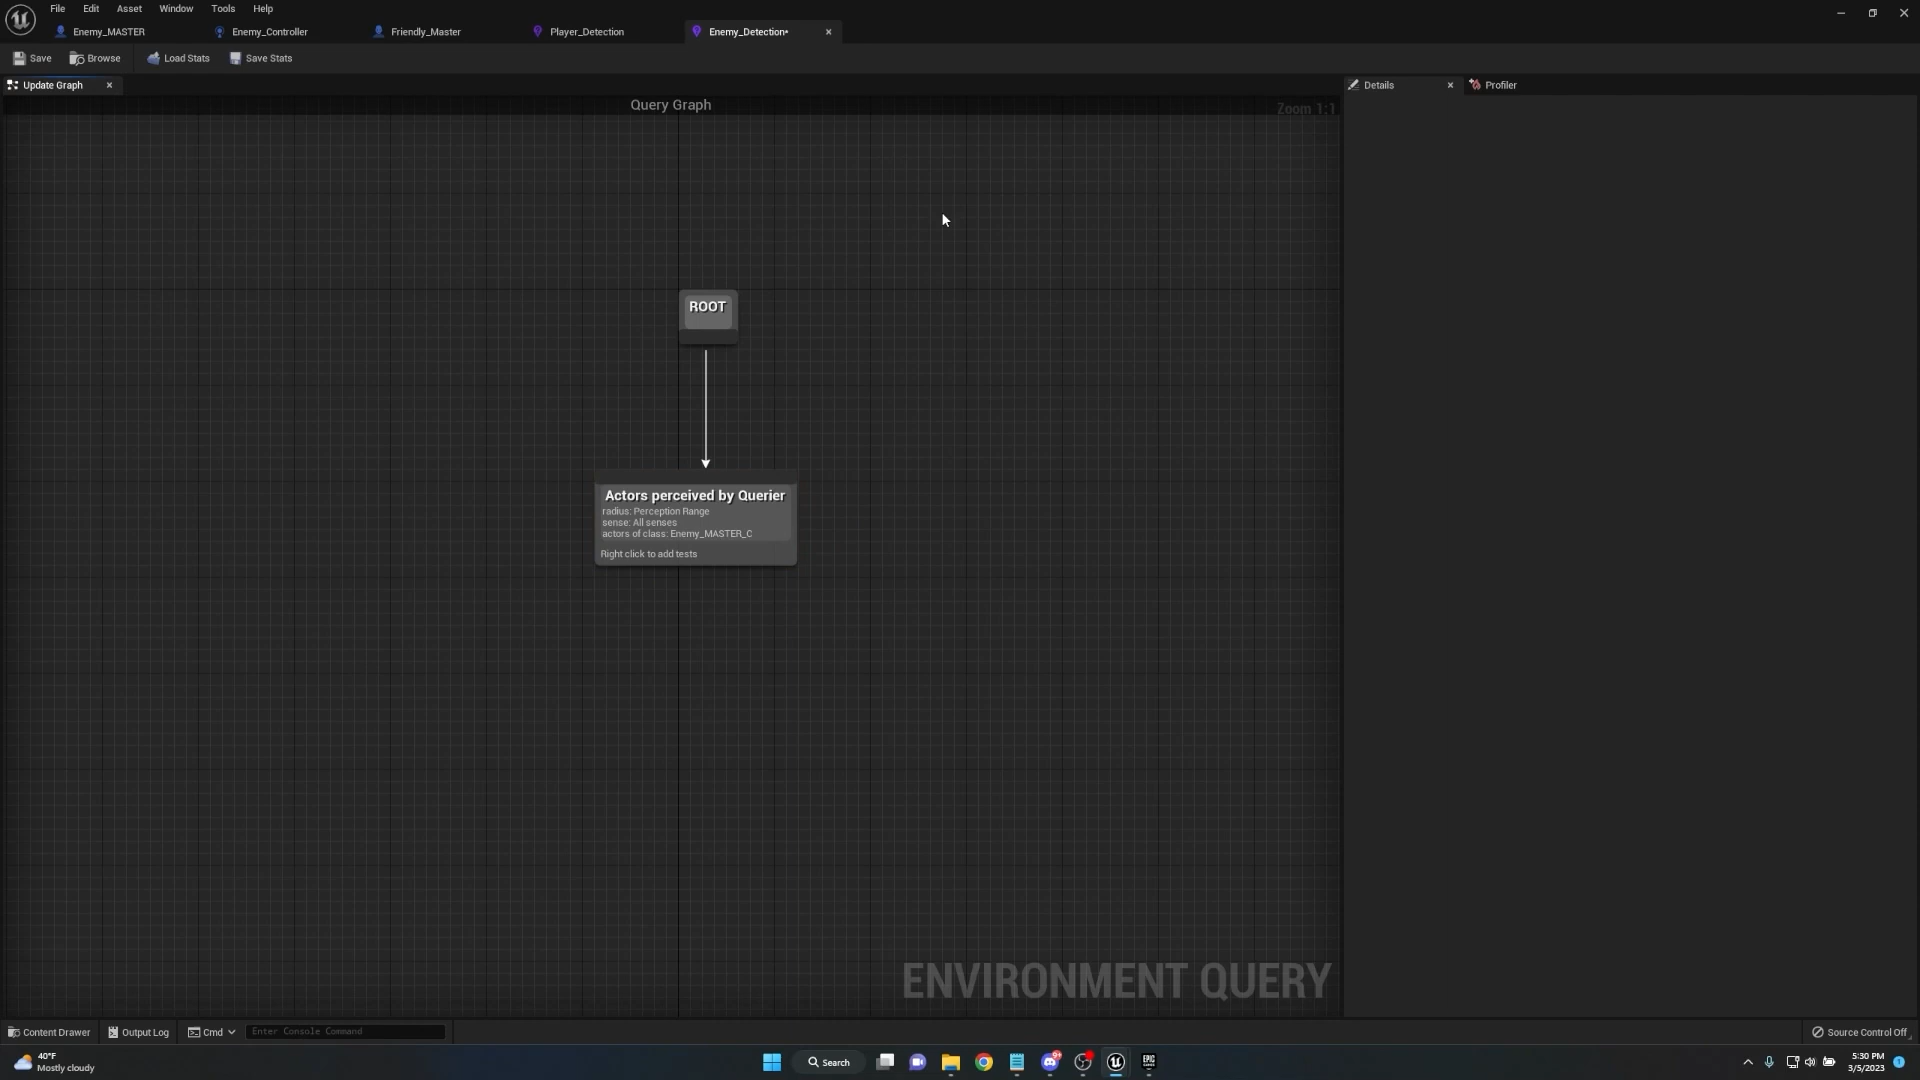 File Edit Asset Window Tools Help
Enemy_MASTER Enemy_Controller Friendly_Master Player_Detection Enemy_Detection*
Save Browse Load Stats Save Stats
Update Graph Details Profiler
Query Graph
Zoom 1:1
ROOT
Actors perceived by Querier
radius: Perception Range
sense: All senses
actors of class: Enemy_MASTER_C
Right click to add tests
ENVIRONMENT QUERY
Content Drawer Output Log Cmd Enter Console Command Source Control Off
40°F
Mostly cloudy
Search
9+
EPIC
5:30 PM
3/5/2023
1